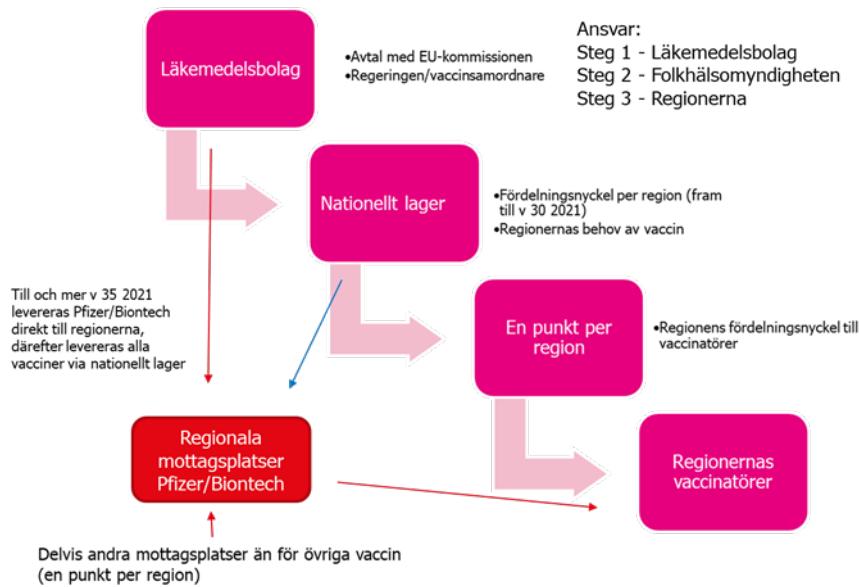 Läkemedelsbolag
•Avtal med EU-kommissionen
•Regeringen/vaccinsamordnare
Ansvar:
Steg 1 - Läkemedelsbolag
Steg 2 - Folkhälsomyndigheten
Steg 3 - Regionerna
Nationellt lager
•Fördelningsnyckel per region (fram
till v 30 2021)
•Regionernas behov av vaccin
Till och mer v 35 2021
levereras Pfizer/Biontech
direkt till regionerna,
därefter levereras alla
vacciner via nationellt lager
En punkt per
region
•Regionens fördelningsnyckel till
vaccinatörer
Regionala
mottagsplatser
Pfizer/Biontech
Regionernas
vaccinatörer
Delvis andra mottagsplatser än för övriga vaccin
(en punkt per region)